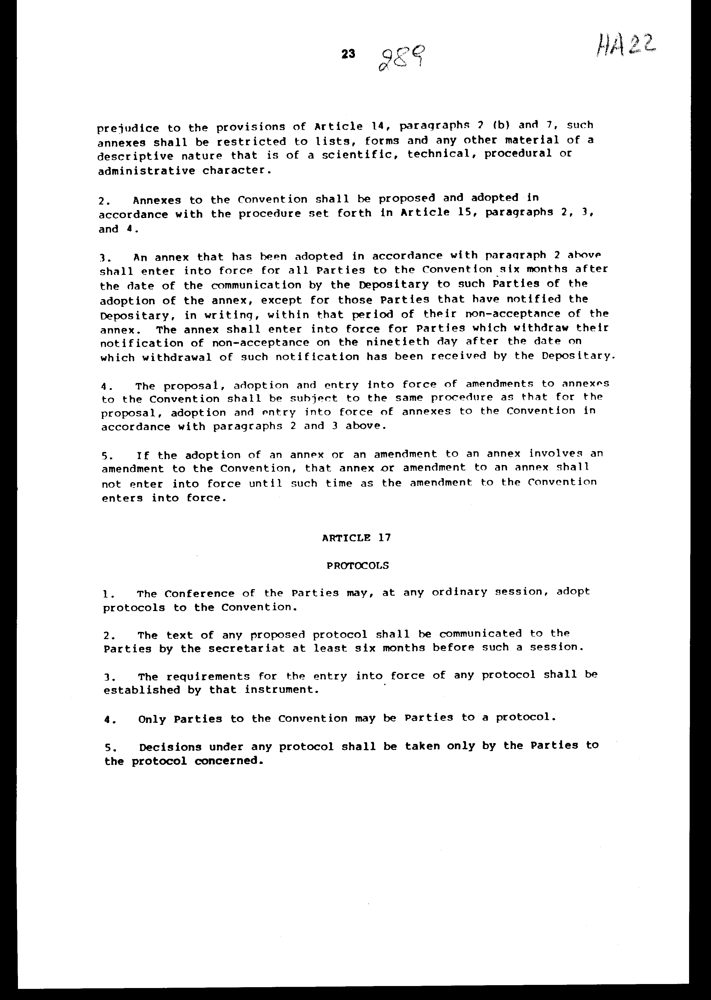 23 289 HA22
prejudice to the provisions of Article 14, paragraphs 2 (b) and 7, such
annexes shall be restricted to lists, forms and any other material of a
descriptive nature that is of a scientific, technical, procedural or
administrative character.
2. Annexes to the Convention shall be proposed and adopted in
accordance with the procedure set forth in Article 15, paragraphs 2, 3,
and 4.
3. An annex that has been adopted in accordance with paragraph 2 above
shall enter into force for all Parties to the Convention six months after
the date of the communication by the Depositary to such Parties of the
adoption of the annex, except for those Parties that have notified the
Depositary, in writing, within that period of their non-acceptance of the
annex. The annex shall enter into force for Parties which withdraw their
notification of non-acceptance on the ninetieth day after the date on
which withdrawal of such notification has been received by the Depositary.
4. The proposal, adoption and entry into force of amendments to annexes
to the Convention shall be subject to the same procedure as that for the
proposal, adoption and entry into force of annexes to the Convention in
accordance with paragraphs 2 and 3 above.
5. If the adoption of an annex or an amendment to an annex involves an
amendment to the Convention, that annex or amendment to an annex shall
not enter into force until such time as the amendment to the Convention
enters into force.
ARTICLE 17
PROTOCOLS
1. The Conference of the Parties may, at any ordinary session, adopt
protocols to the Convention.
2. The text of any proposed protocol shall be communicated to the
Parties by the secretariat at least six months before such a session.
3. The requirements for the entry into force of any protocol shall be
established by that instrument.
4. Only Parties to the Convention may be Parties to a protocol.
5. Decisions under any protocol shall be taken only by the Parties to
the protocol concerned.